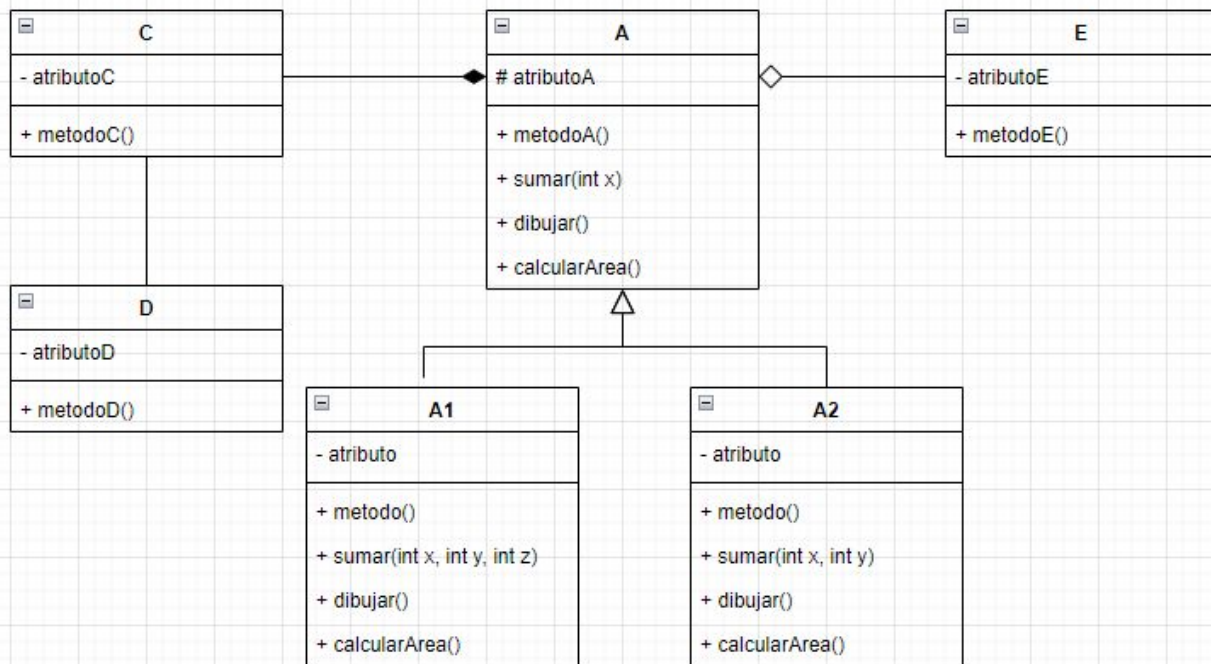 C
- atributoC
+ metodoC()
A
# atributoA
+ metodoA()
+ sumar(int x)
+ dibujar()
+ calcularArea()
E
- atributoE
+ metodoE()
D
- atributoD
+ metodoD()
A1
- atributo
+ metodo()
+ sumar(int x, int y, int z)
+ dibujar()
+ calcularArea()
A2
- atributo
+ metodo()
+ sumar(int x, int y)
+ dibujar()
+ calcularArea()